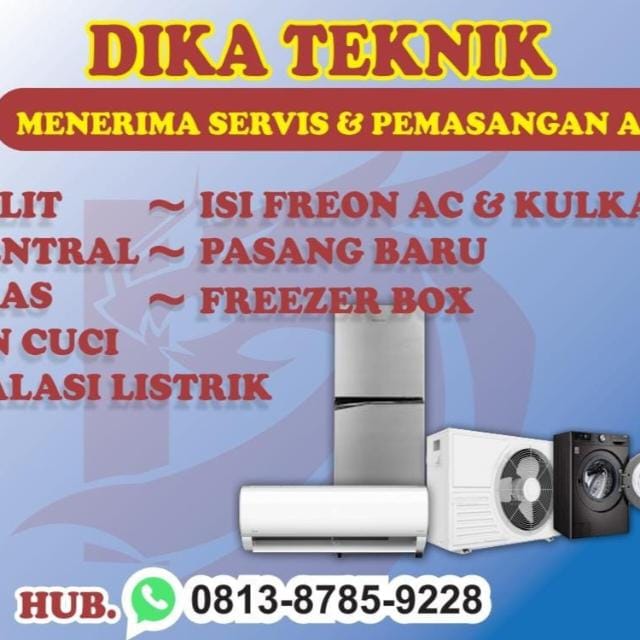 DIKA TEKNIK
MENERIMA SERVIS & PEMASANGAN A
LIT ~ ISI FREON AC & KULKA
ENTRAL ~ PASANG BARU
AS ~ FREEZER BOX
N CUCI
ALASI LISTRIK
HUB. 0813-8785-9228